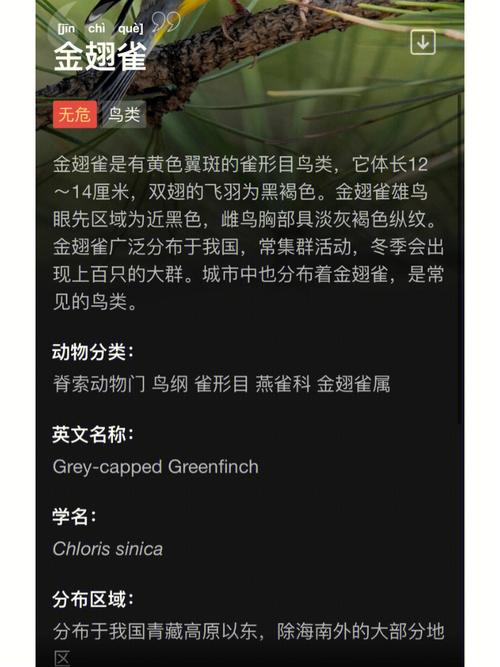 [jīn chì què]
金翅雀
无危 鸟类
金翅雀是有黄色翼斑的雀形目鸟类，它体长12
～14厘米，双翅的飞羽为黑褐色。金翅雀雄鸟
眼先区域为近黑色，雌鸟胸部具淡灰褐色纵纹。
金翅雀广泛分布于我国，常集群活动，冬季会出
现上百只的大群。城市中也分布着金翅雀，是常
见的鸟类。
动物分类：
脊索动物门 鸟纲 雀形目 燕雀科 金翅雀属
英文名称：
Grey-capped Greenfinch
学名：
Chloris sinica
分布区域：
分布于我国青藏高原以东，除海南外的大部分地
区